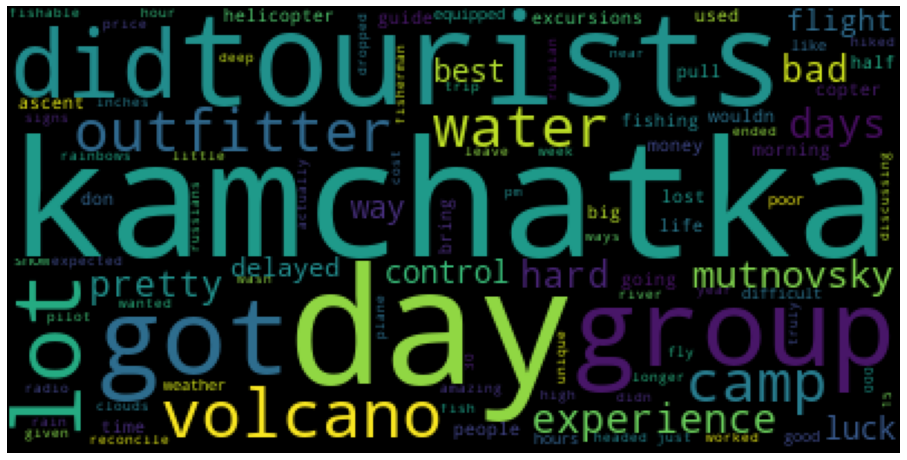 fishable hour helicopter guide equipped excursions used flight
price dropped fisherman russian like hiked
did tourists best deep near pull bad half
trip copter
ascent inches signs outfitter water fishing wouldn days
ended
rainbows little leave week money morning
kamchatka
don russians actually way cost pm bring big ways lost life poor discussing
snow expected
pretty delayed control hard going year mutnovsky
wash river difficult
lot wanted pilot got day plane group truly
unique fly longer
radio weather amazing 30 didn camp odd
clouds volcano fish high experience
rain given time people hours headed just worked good luck
reconcile